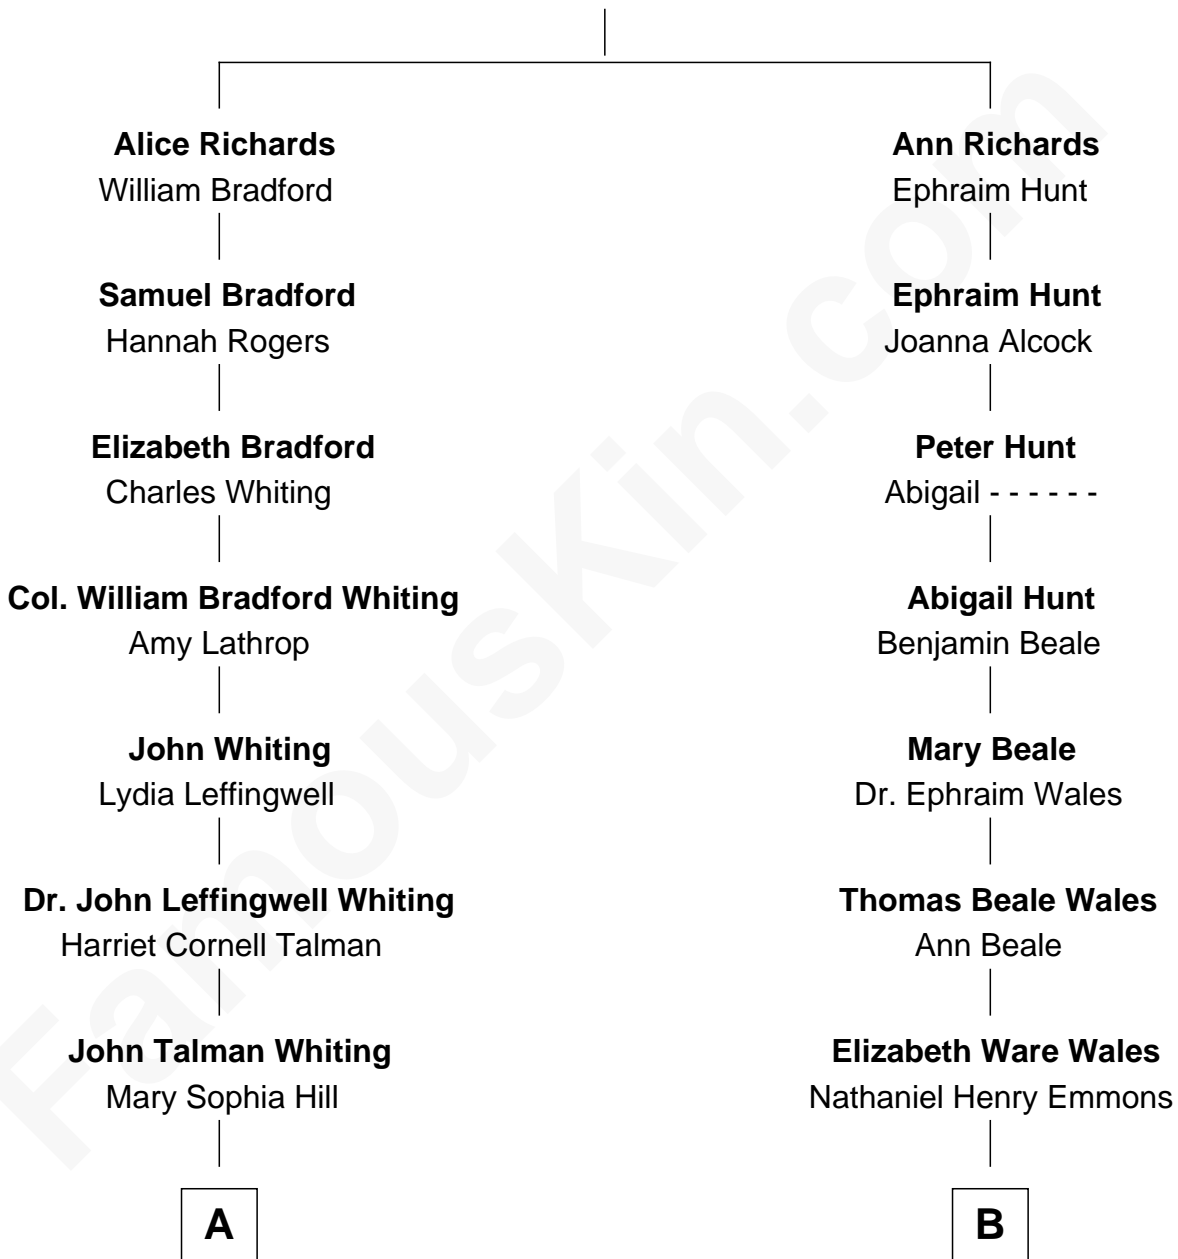 Alice Richards
William Bradford
Samuel Bradford
Hannah Rogers
Elizabeth Bradford
Charles Whiting
Col. William Bradford Whiting
Amy Lathrop
John Whiting
Lydia Leffingwell
Dr. John Leffingwell Whiting
Harriet Cornell Talman
John Talman Whiting
Mary Sophia Hill
A
Ann Richards
Ephraim Hunt
Ephraim Hunt
Joanna Alcock
Peter Hunt
Abigail - - - - - -
Abigail Hunt
Benjamin Beale
Mary Beale
Dr. Ephraim Wales
Thomas Beale Wales
Ann Beale
Elizabeth Ware Wales
Nathaniel Henry Emmons
B
FamousKin.com